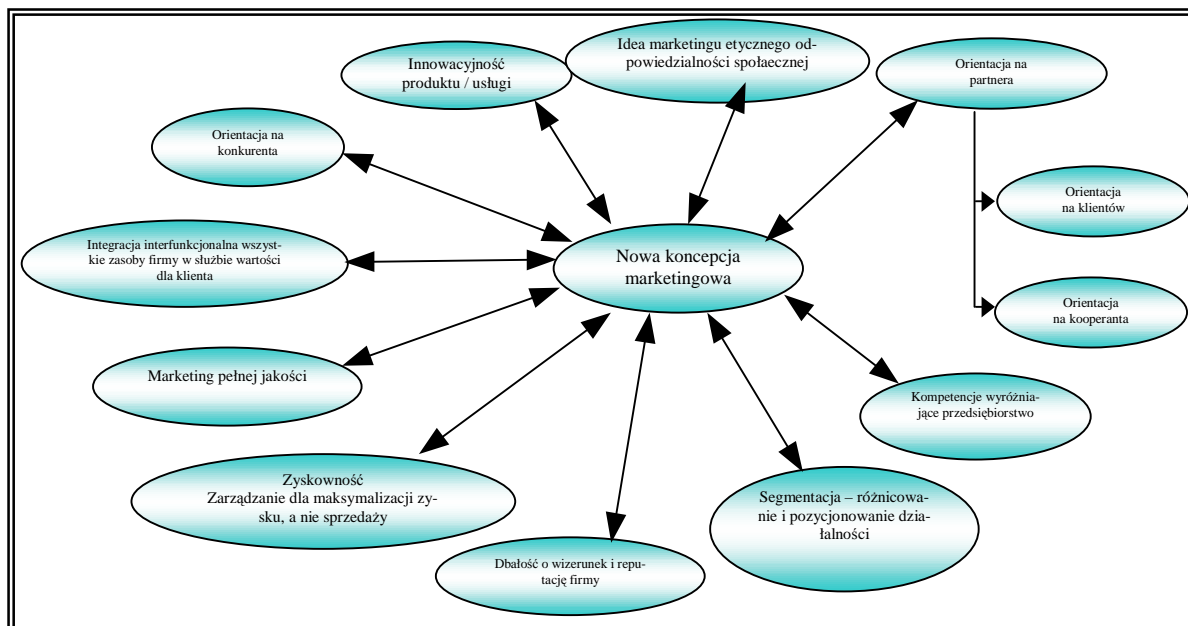 Idea marketingu etycznego od-
powiedzialności społaecznej
Innowacyjność
produktu / usługi
Orientacja na
partnera
Orientacja na
konkurenta
Orientacja
na klientów
Integracja interfunkcjonalna wszyst-
kie zasoby firmy w służbie wartości
dla klienta
Nowa koncepcja
marketingowa
Orientacja
na kooperanta
Marketing pełnej jakości
Kompetencje wyróżnia-
jące przedsiębiorstwo
Zyskowność
Zarządzanie dla maksymalizacji zy-
sku, a nie sprzedaży
Segmentacja – różnicowa-
nie i pozycjonowanie dzia-
łalności
Dbałość o wizerunek i repu-
tację firmy